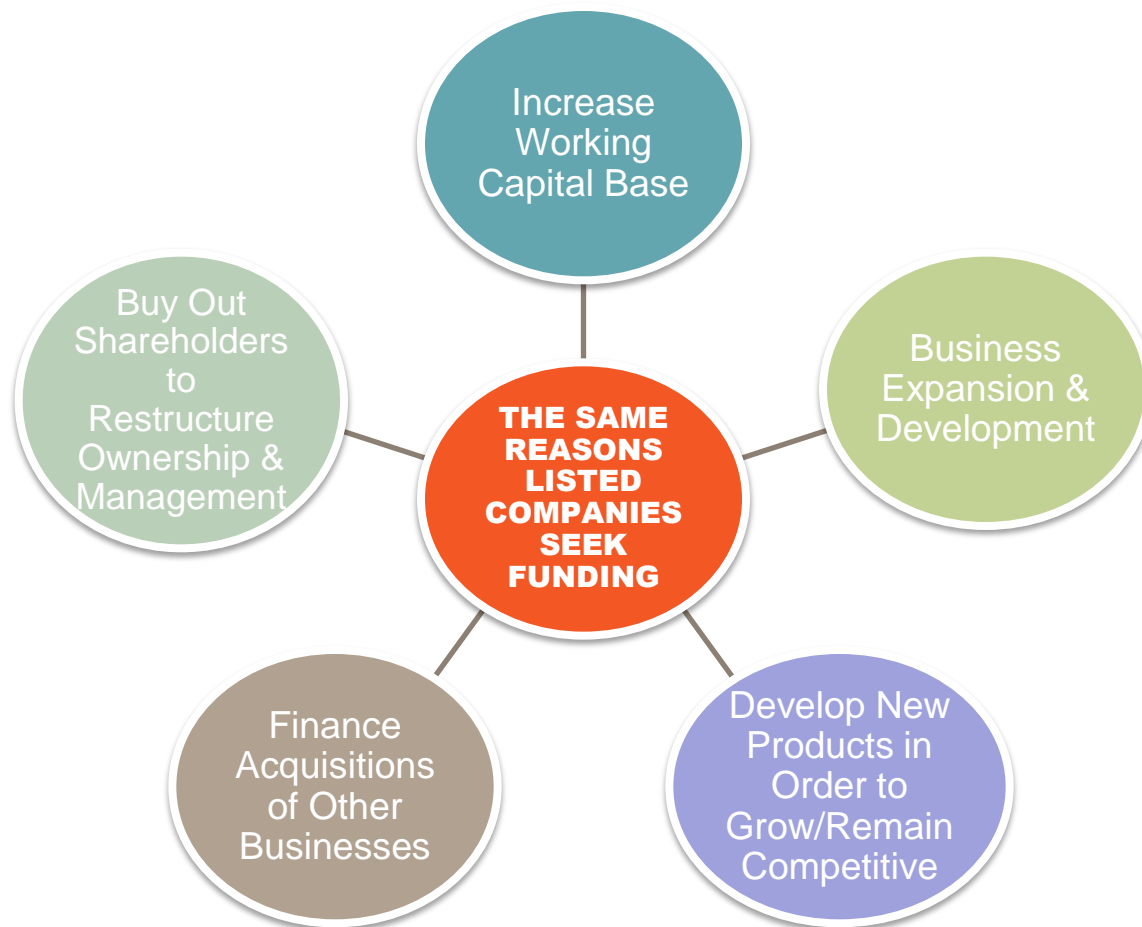 Increase
Working
Capital Base
Business
Expansion &
Development
Develop New
Products in
Order to
Grow/Remain
Competitive
Finance
Acquisitions
of Other
Businesses
Buy Out
Shareholders
to
Restructure
Ownership &
Management
THE SAME
REASONS
LISTED
COMPANIES
SEEK
FUNDING